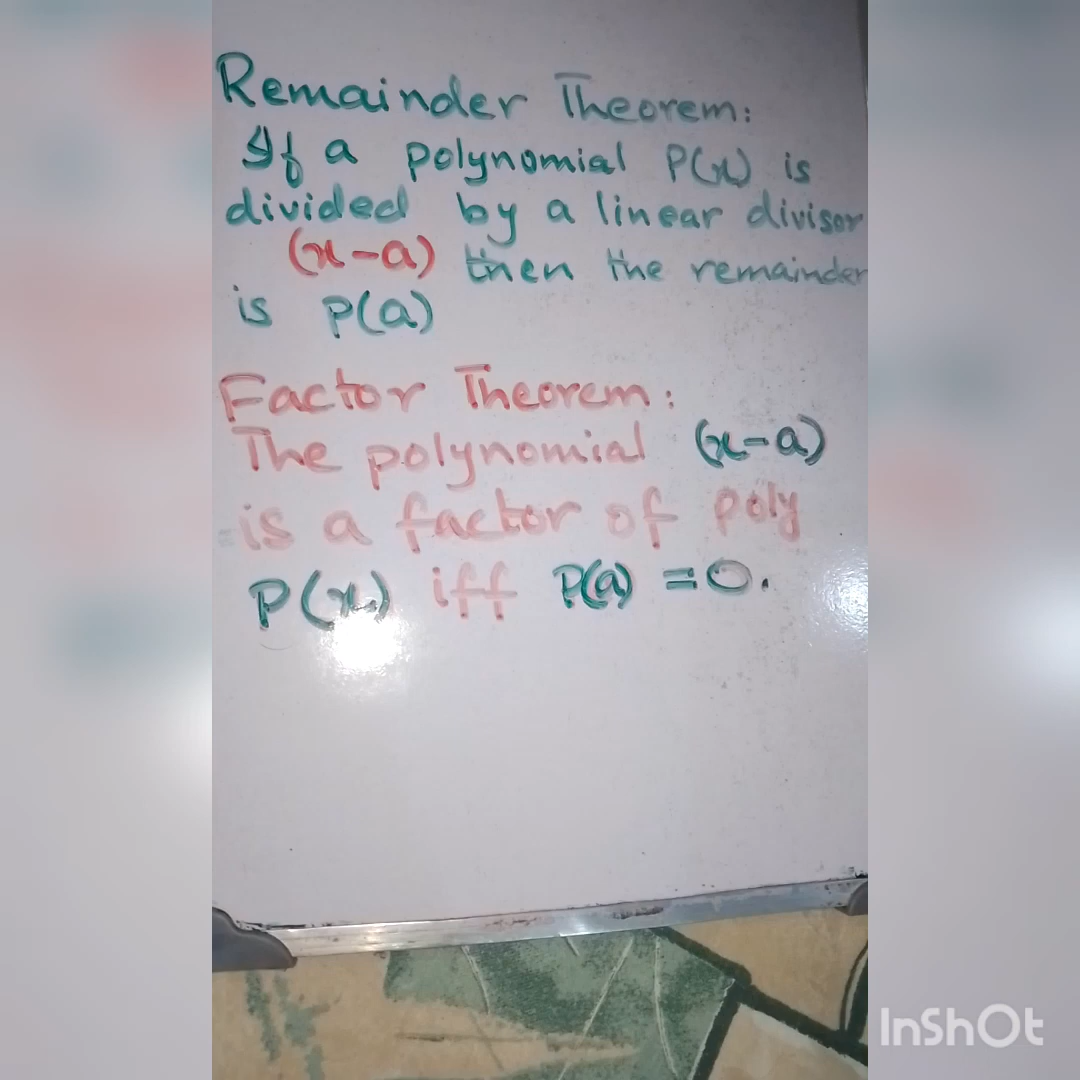 Remainder Theorem:
If a polynomial P(x) is
divided by a linear divisor
(x-a) then the remainder
is P(a)
Factor Theorem:
The polynomial (x-a)
is a factor of poly
P(x) iff P(a) =0.
InShOt